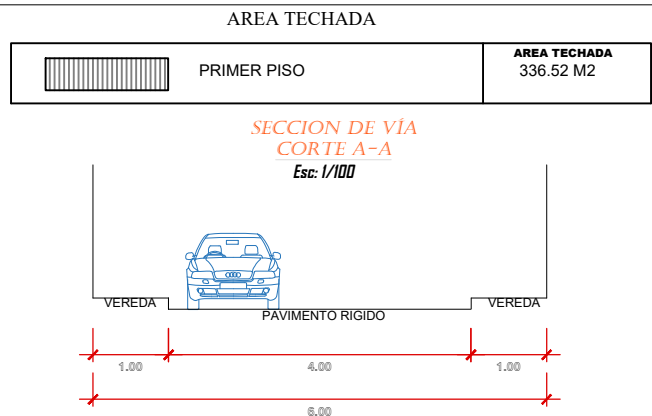 AREA TECHADA
PRIMER PISO
AREA TECHADA
336.52 M2
SECCION DE VÍA
CORTE A-A
Esc: 1/100
VEREDA
VEREDA
PAVIMENTO RIGIDO
1.00
4.00
1.00
6.00